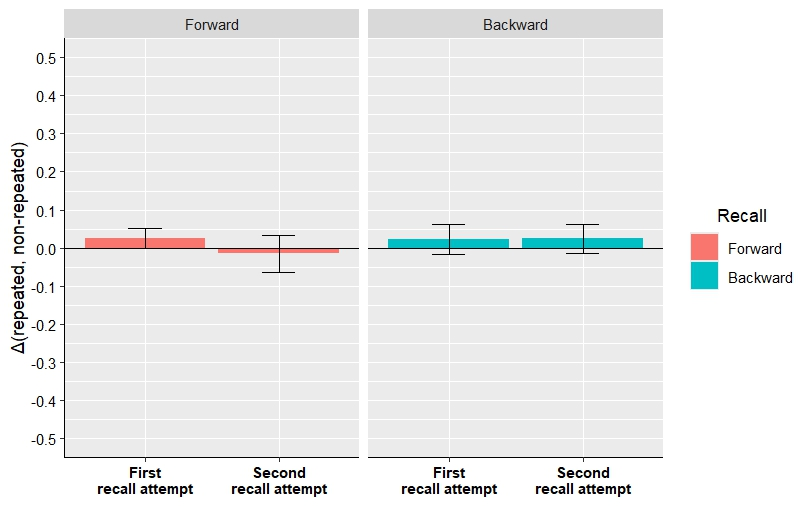 Forward
Backward
Δ(repeated, non-repeated)
0.5
0.4
0.3
0.2
0.1
0.0
-0.1
-0.2
-0.3
-0.4
-0.5
First
recall attempt
Second
recall attempt
First
recall attempt
Second
recall attempt
Recall
Forward
Backward